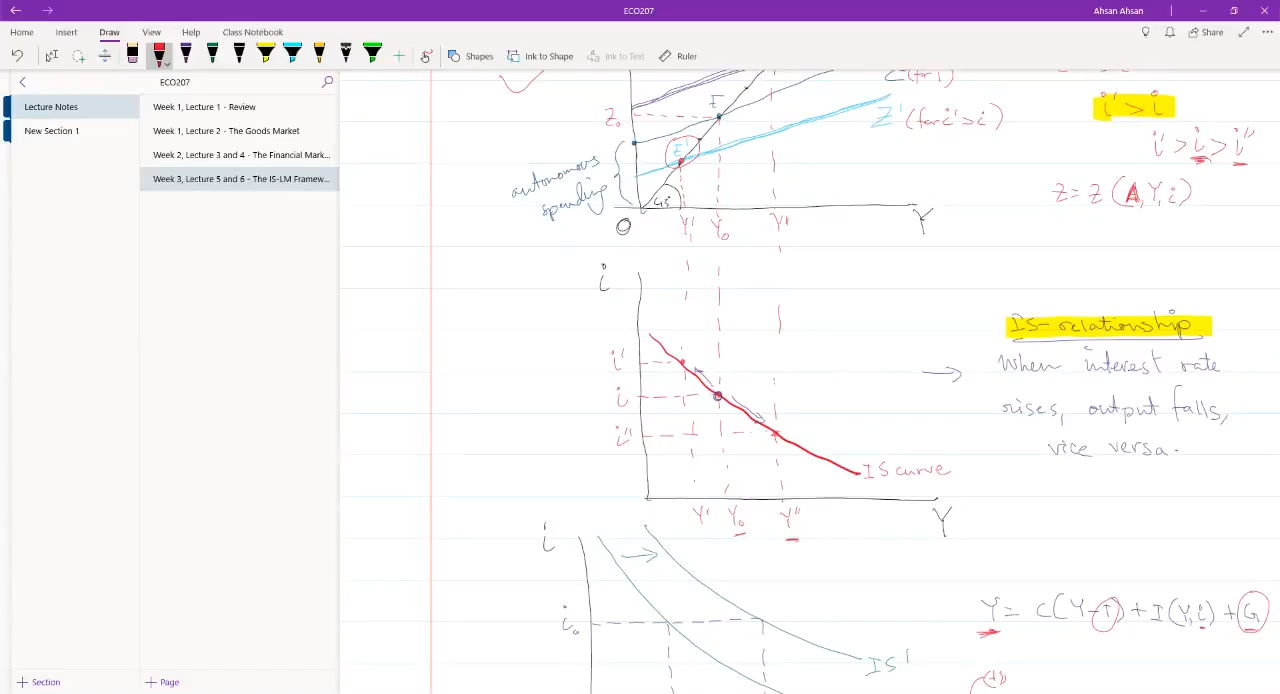 ECO207
Ahsan Ahsan
Home Insert Draw View Help Class Notebook
Share
Shapes Ink to Shape Ink to Text Ruler
ECO207
Lecture Notes
New Section 1
Week 1, Lecture 1 - Review
Week 1, Lecture 2 - The Goods Market
Week 2, Lecture 3 and 4 - The Financial Mark...
Week 3, Lecture 5 and 6 - The IS-LM Framew...
Section
Page
(for i)
i' > i
Z₀
E
Z' (for i' > i)
i' > i > i''
E'
autonomous
spending
Z = Z (A, Y, i)
45
O
Y' Y₀ Y''
Y
i
i'
i
i''
IS curve
Y' Y₀ Y''
Y
IS-relationship
When interest rate
rises, output falls,
vice versa.
i
i₀
IS'
Y = C(Y-T) + I(Y,i) + G
(+)